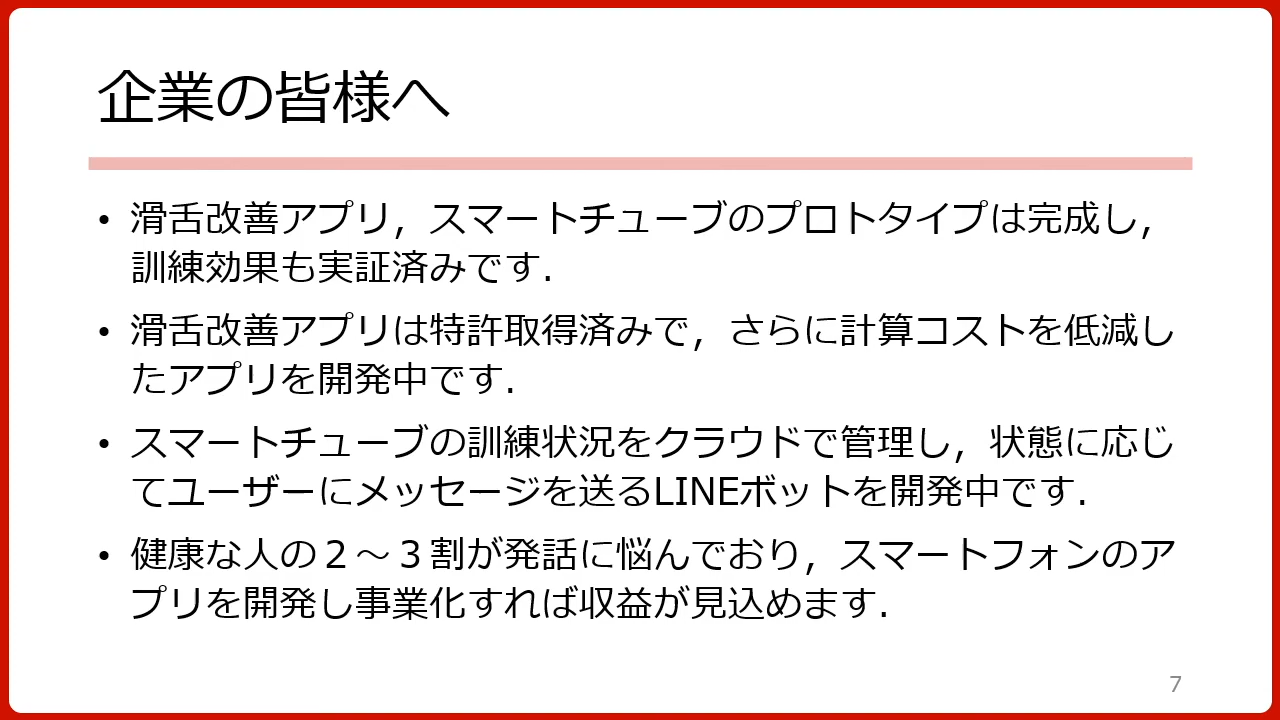 企業の皆様へ
• 滑舌改善アプリ，スマートチューブのプロトタイプは完成し，
訓練効果も実証済みです．
• 滑舌改善アプリは特許取得済みで，さらに計算コストを低減し
たアプリを開発中です．
• スマートチューブの訓練状況をクラウドで管理し，状態に応じ
てユーザーにメッセージを送るLINEボットを開発中です．
• 健康な人の２～３割が発話に悩んでおり，スマートフォンのア
プリを開発し事業化すれば収益が見込めます．
7